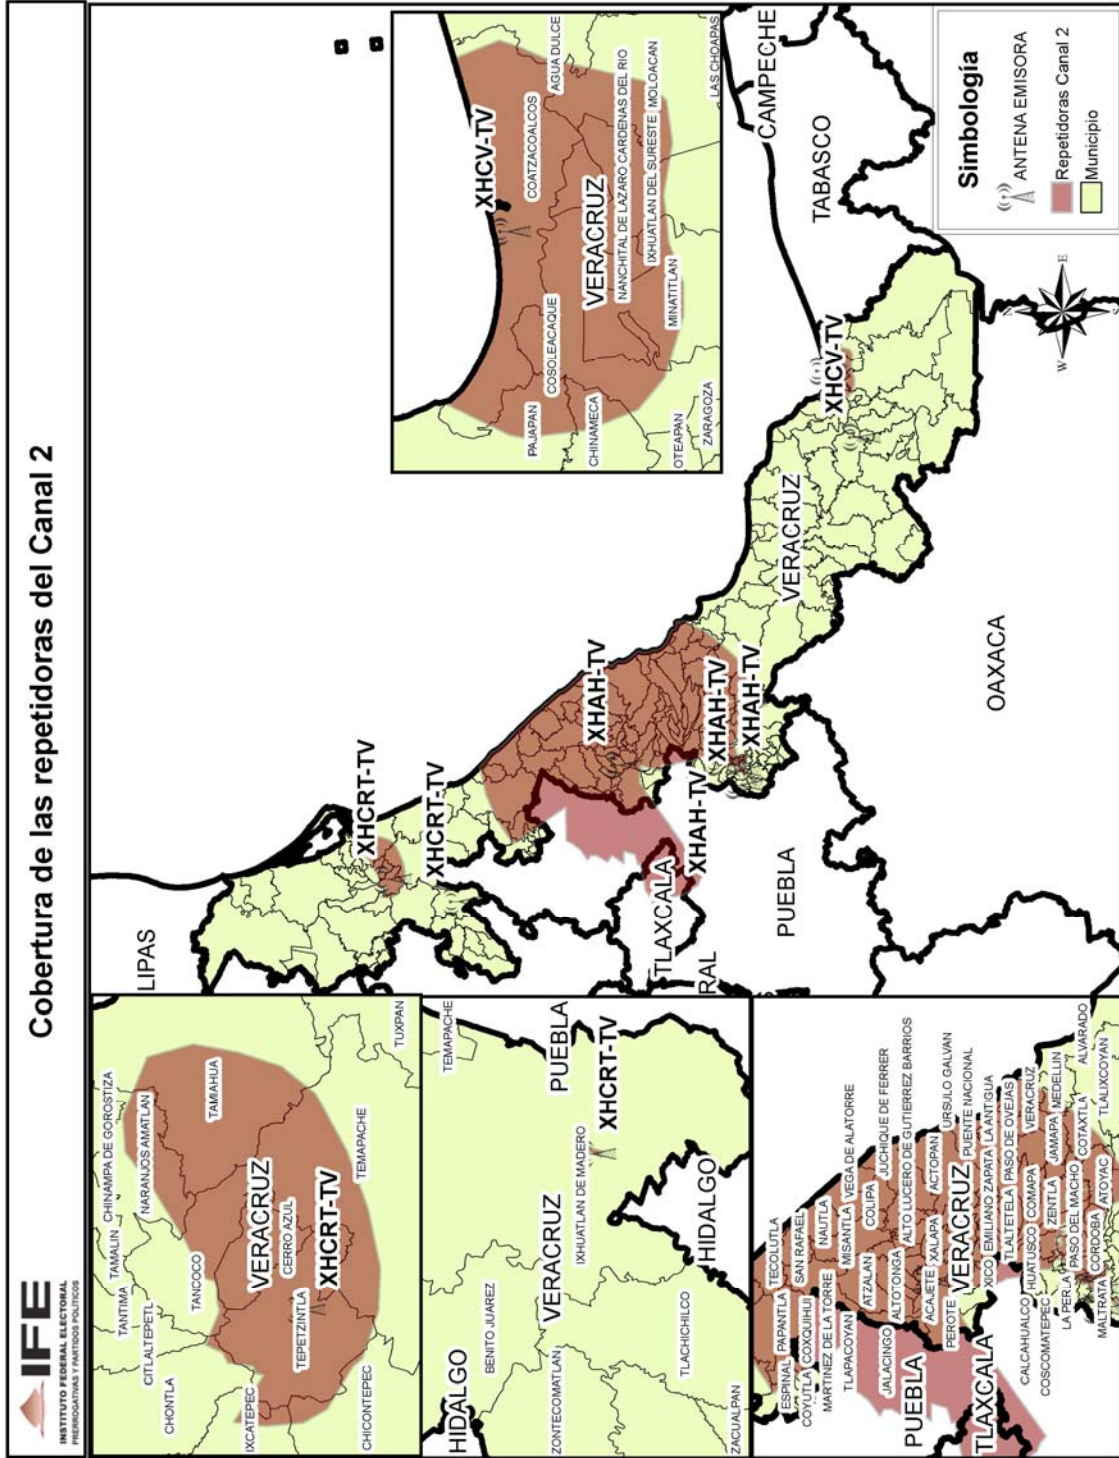 Cobertura de las repetidoras del Canal 2
IFE
INSTITUTO FEDERAL ELECTORAL
PRERROGATIVAS Y PARTIDOS POLÍTICOS
CHINAMPA DE GOROSTIZA
TAMALIN
TANTIMA
NARANJOS AMATLAN
CITLALTEPETL
TAMIAHUA
CHONTLA
TANCOCO
VERACRUZ
CERRO AZUL
IXCATEPEC
TEPETZINTLA
XHCRT-TV
TEMAPACHE
CHICONTEPEC
TUXPAN
HIDALGO
TEMAPACHE
BENITO JUAREZ
PUEBLA
VERACRUZ
XHCRT-TV
IXHUATLAN DE MADERO
ZONTECOMATLAN
HIDALGO
TLACHICHILCO
ZACUALPAN
TECOLUTLA
PAPANTLA
ESPINAL
SAN RAFAEL
COXQUIHUI
COYUTLA
NAUTLA
MARTINEZ DE LA TORRE
VEGA DE ALATORRE
MISANTLA
TLAPACOYAN
COLIPA
JUCHIQUE DE FERRER
ATZALAN
JALACINGO
ALTO LUCERO DE GUTIERREZ BARRIOS
ALTOTONGA
PUEBLA
ACTOPAN
XALAPA
ACAJETE
URSULO GALVAN
PEROTE
VERACRUZ
PUENTE NACIONAL
TLAXCALA
LA ANTIGUA
EMILIANO ZAPATA
XICO
PASO DE OVEJAS
TLALTETELA
CALCAHUALCO
VERACRUZ
COMAPA
HUATUSCO
COSCOMATEPEC
MEDELLIN
JAMAPA
ZENTLA
LA PERLA
PASO DEL MACHO
COTAXTLA
ALVARADO
CORDOBA
MALTRATA
ATOYAC
TLALIXCOYAN
LIPAS
XHCRT-TV
XHCRT-TV
XHAH-TV
TLAXCALA
XHAH-TV
RAL
XHAH-TV
XHAH-TV
PUEBLA
VERACRUZ
XHCV-TV
OAXACA
TABASCO
CAMPECHE
XHCV-TV
COATZACOALCOS
PAJAPAN
COSOLEACAQUE
AGUA DULCE
CHINAMECA
VERACRUZ
NANCHITAL DE LAZARO CARDENAS DEL RIO
IXHUATLAN DEL SURESTE
MOLOACAN
OTEAPAN
MINATITLAN
ZARAGOZA
LAS CHOAPAS
Simbología
ANTENA EMISORA
Repetidoras Canal 2
Municipio
W
E
S